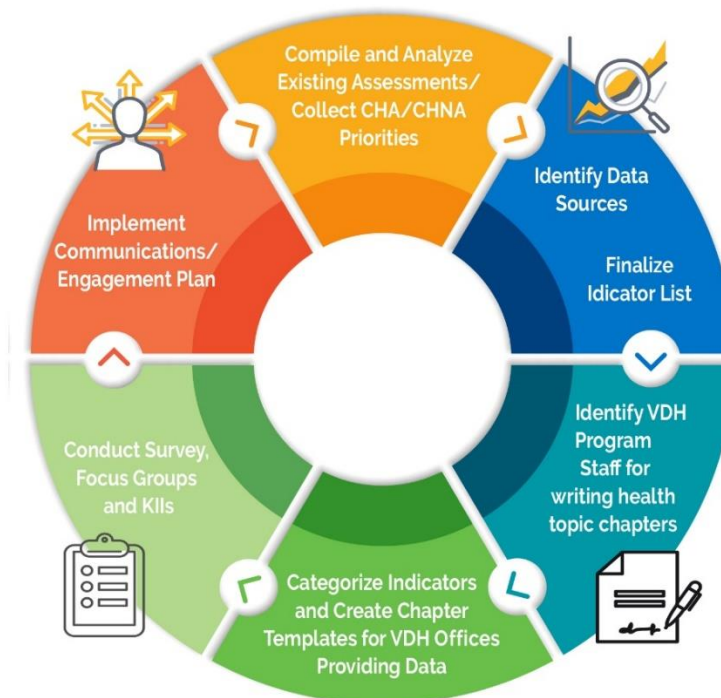 Compile and Analyze
Existing Assessments/
Collect CHA/CHNA
Priorities
Identify Data
Sources
Finalize
Idicator List
Identify VDH
Program
Staff for
writing health
topic chapters
Categorize Indicators
and Create Chapter
Templates for VDH Offices
Providing Data
Conduct Survey,
Focus Groups
and KIIs
Implement
Communications/
Engagement Plan